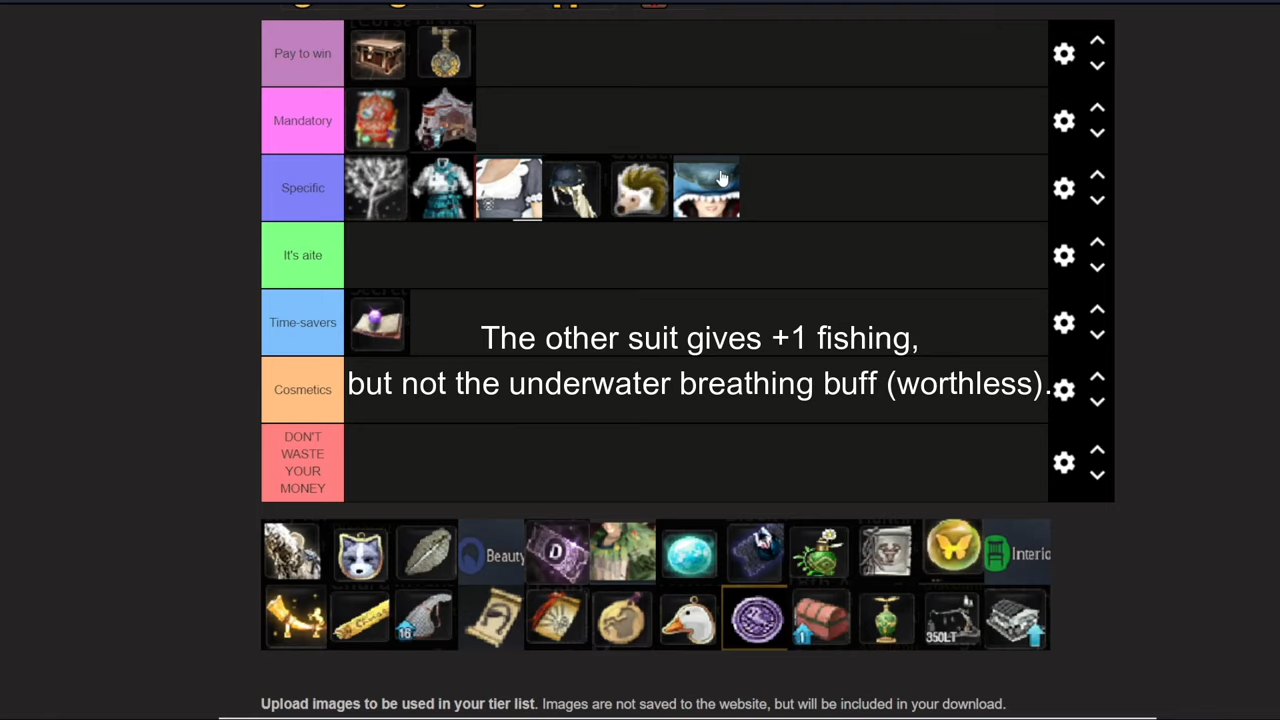 Pay to win
Mandatory
Specific
It's aite
Time-savers
The other suit gives +1 fishing,
but not the underwater breathing buff (worthless).
Cosmetics
DON'T
WASTE
YOUR
MONEY
Beauty
D
Interio
16
1
350LT
Upload images to be used in your tier list. Images are not saved to the website, but will be included in your download.